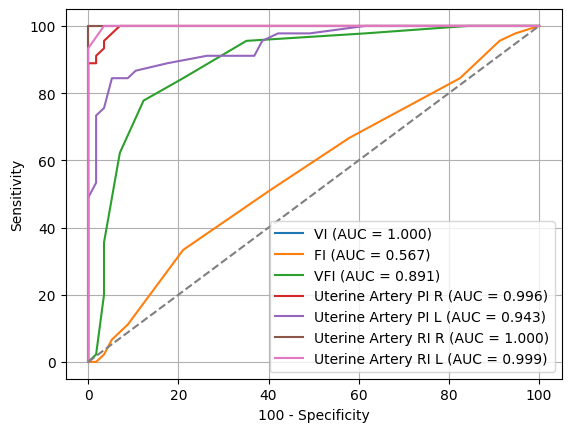 100
80
60
40
20
0
Sensitivity
VI (AUC = 1.000)
FI (AUC = 0.567)
VFI (AUC = 0.891)
Uterine Artery PI R (AUC = 0.996)
Uterine Artery PI L (AUC = 0.943)
Uterine Artery RI R (AUC = 1.000)
Uterine Artery RI L (AUC = 0.999)
0 20 40 60 80 100
100 - Specificity